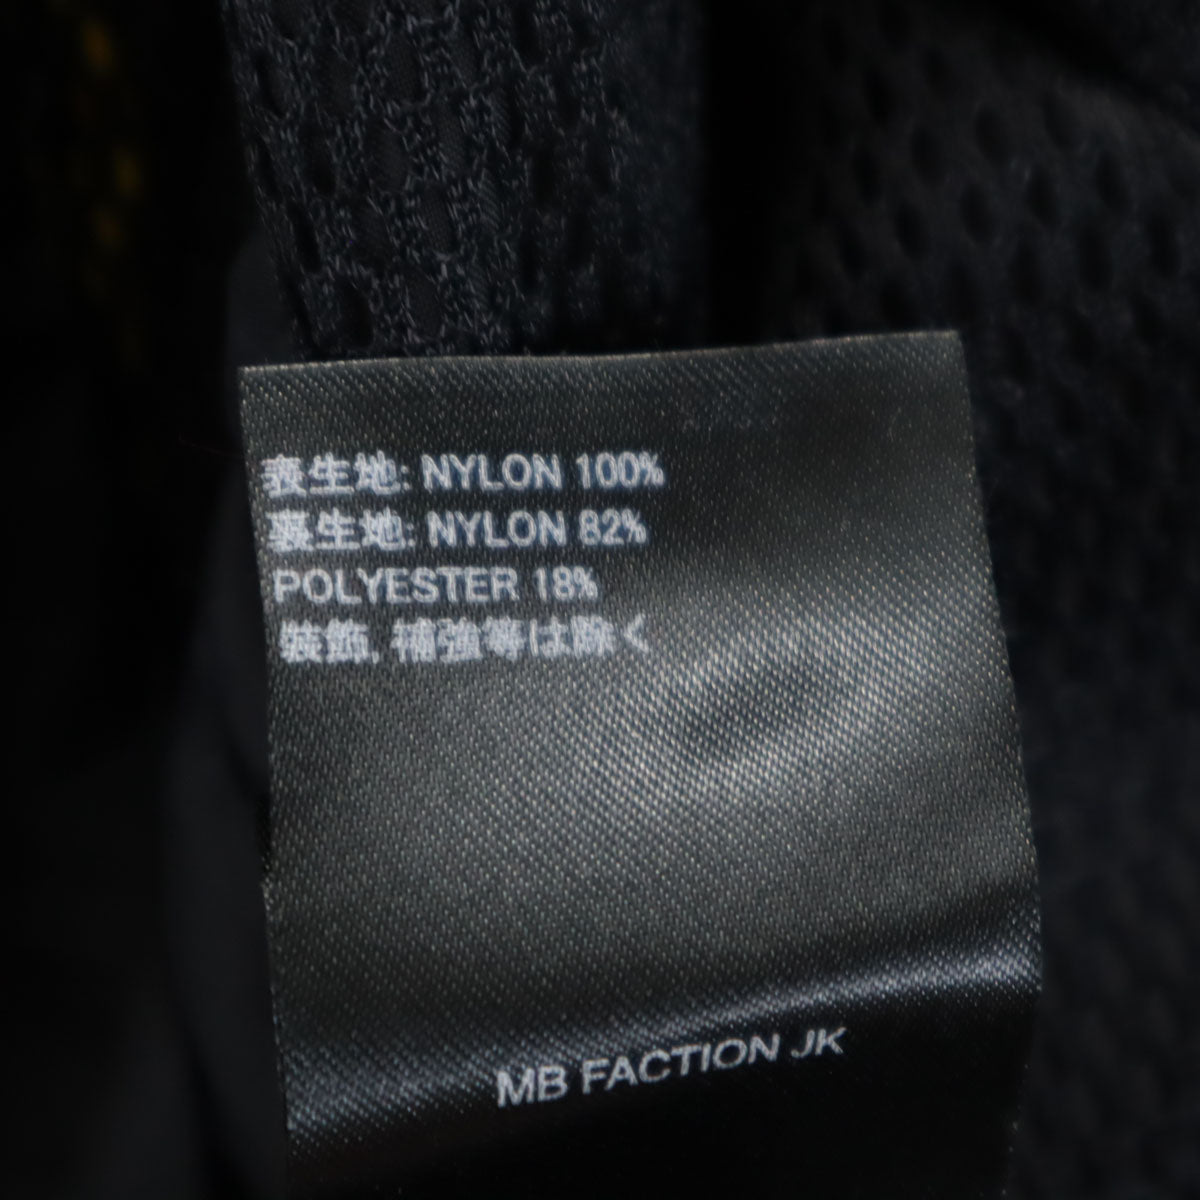 表生地: NYLON 100%
裏生地: NYLON 82%
POLYESTER 18%
装飾, 補強等は除く
MB FACTION JK